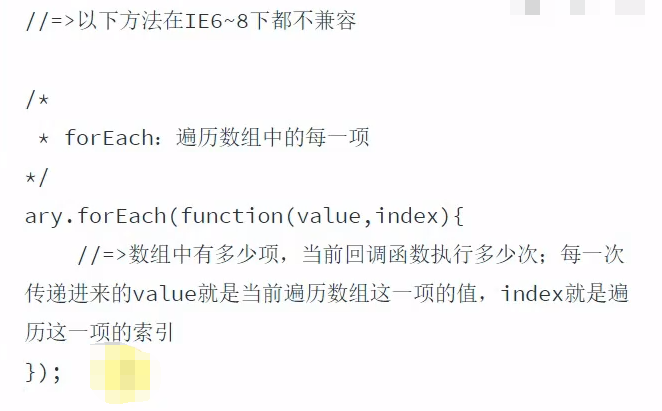 //=>以下方法在IE6~8下都不兼容
/*
* forEach：遍历数组中的每一项
*/
ary.forEach(function(value,index){
//=>数组中有多少项，当前回调函数执行多少次；每一次
传递进来的value就是当前遍历数组这一项的值，index就是遍
历这一项的索引
});